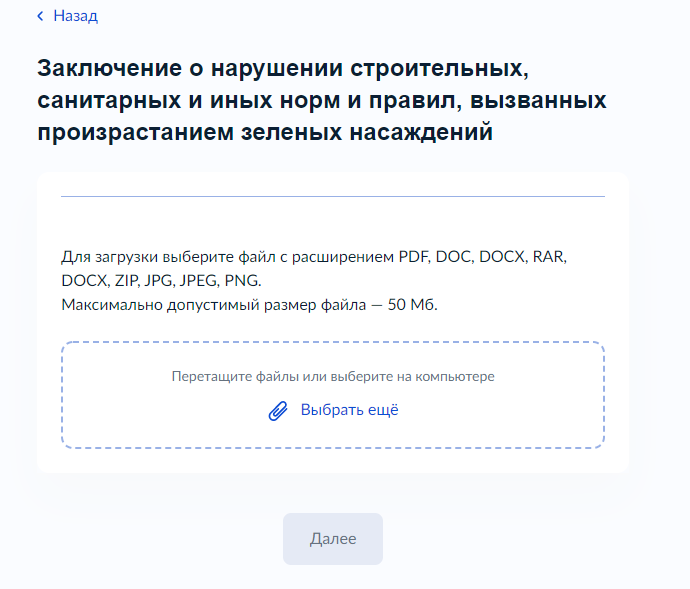 Назад
Заключение о нарушении строительных,
санитарных и иных норм и правил, вызванных
произрастанием зеленых насаждений
Для загрузки выберите файл с расширением PDF, DOC, DOCX, RAR,
DOCX, ZIP, JPG, JPEG, PNG.
Максимально допустимый размер файла — 50 Мб.
Перетащите файлы или выберите на компьютере
Выбрать ещё
Далее